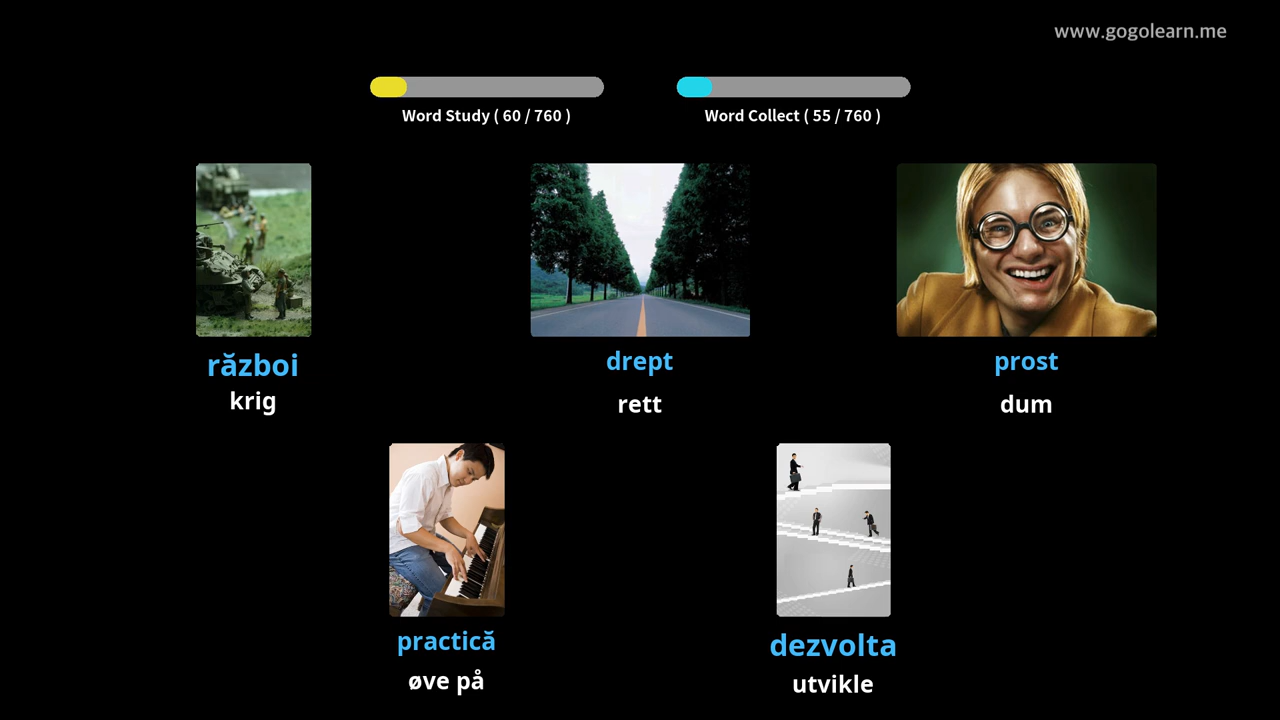 www.gogolearn.me
Word Study ( 60 / 760 )
Word Collect ( 55 / 760 )
război
drept
prost
krig
rett
dum
practică
dezvolta
øve på
utvikle